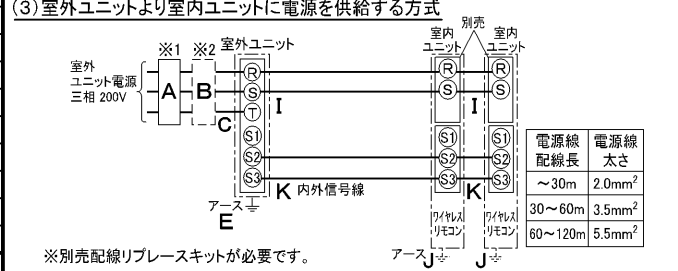 (3)室外ユニットより室内ユニットに電源を供給する方式
※1 ※2 室外ユニット
別売
室内
ユニット
室内
ユニット
室外
ユニット電源
三相 200V
A B C
R
S
T
S1
S2
S3
I
K 内外信号線
アース
E
R
S
S1
S2
S3
ワイヤレス
リモコン
アース J
I
K
R
S
S1
S2
S3
ワイヤレス
リモコン
J
電源線
配線長
電源線
太さ
～30m 2.0mm²
30～60m 3.5mm²
60～120m 5.5mm²
※別売配線リプレースキットが必要です。